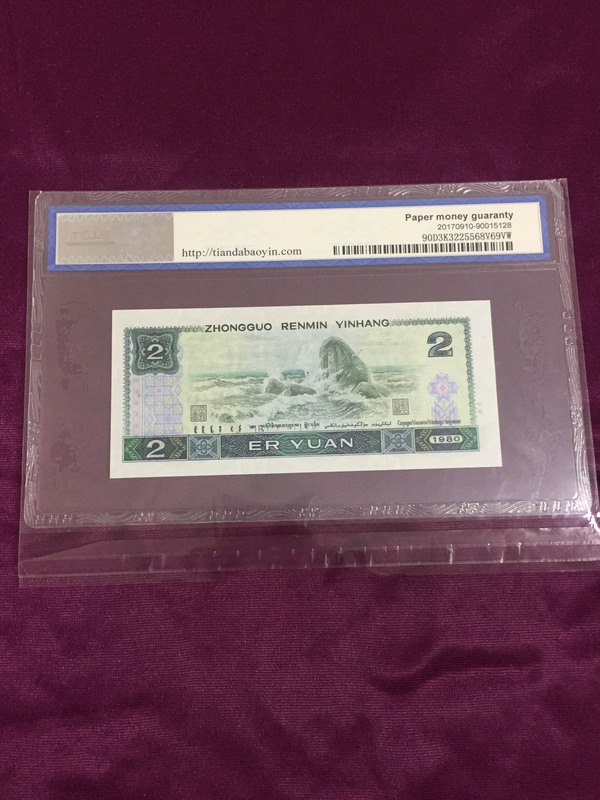 Paper money guaranty
20170910-90015128
http://tiandabaoyin.com
90D3K3225568V69VW
ZHONGGUO RENMIN YINHANG
2
2
2
ER YUAN
1980